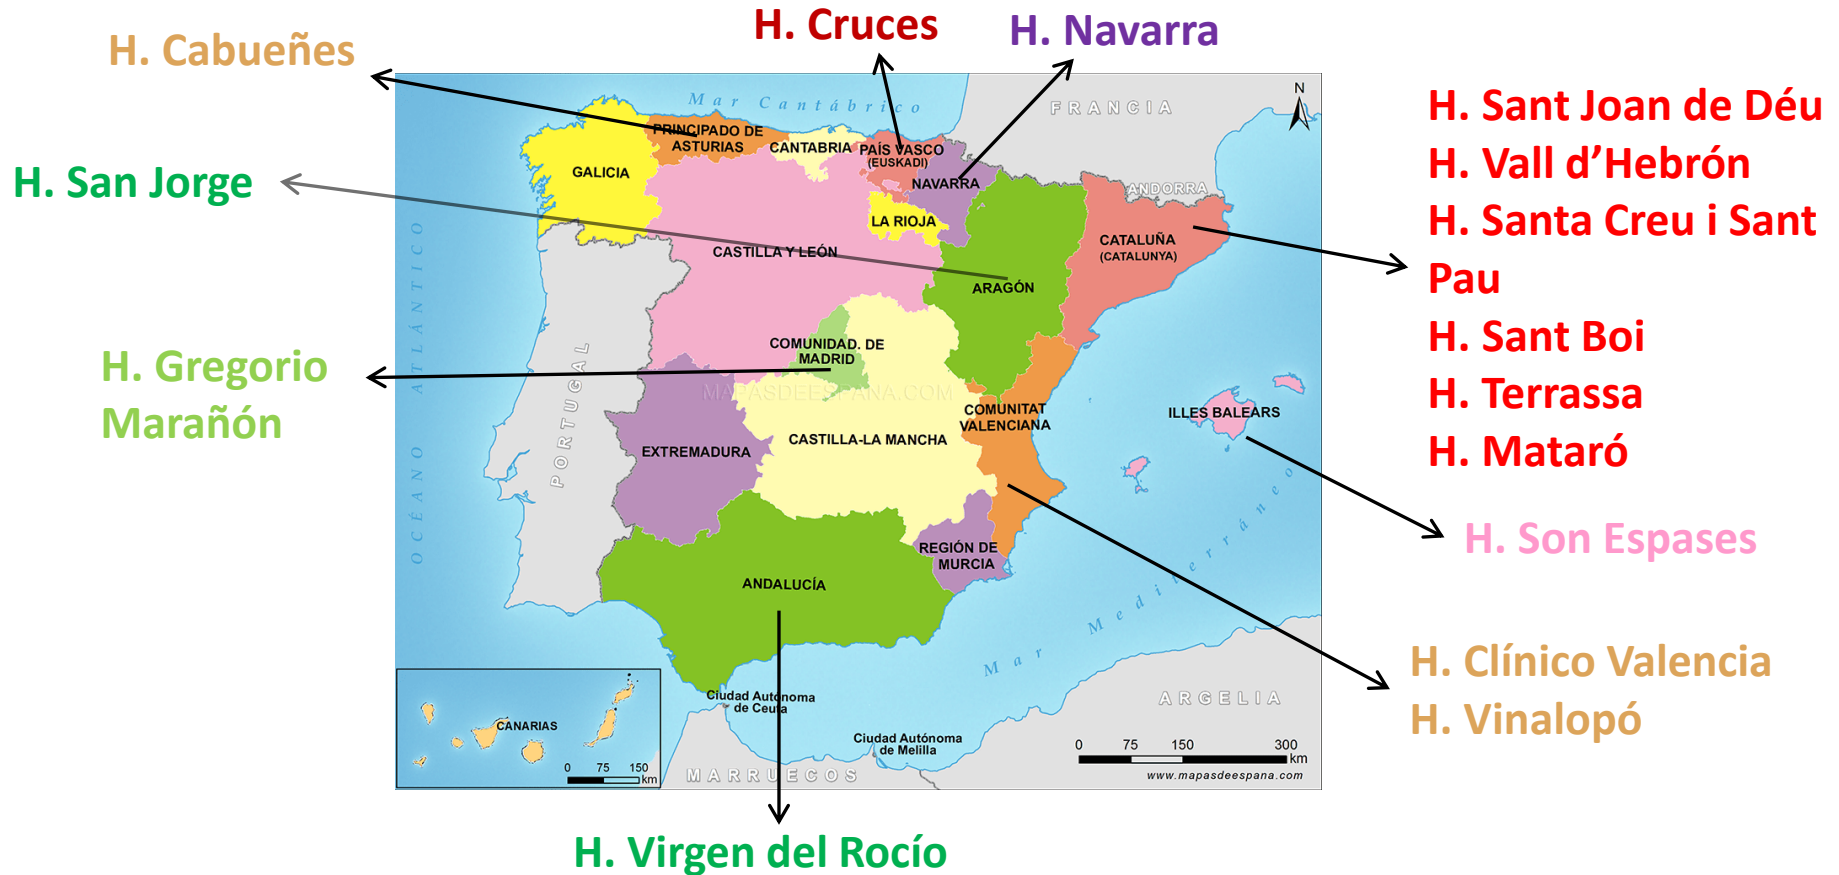 H. Cruces
H. Navarra
H. Cabueñes
Mar Cantábrico
FRANCIA
N
H. Sant Joan de Déu
H. Vall d’Hebrón
H. Santa Creu i Sant
Pau
H. Sant Boi
H. Terrassa
H. Mataró
PRINCIPADO DE
ASTURIAS
CANTABRIA
PAÍS VASCO
(EUSKADI)
GALICIA
NAVARRA
ANDORRA
H. San Jorge
LA RIOJA
CATALUÑA
(CATALUNYA)
CASTILLA Y LEÓN
ARAGÓN
OCÉANO ATLÁNTICO
PORTUGAL
COMUNIDAD. DE
MADRID
H. Gregorio
Marañón
MAPASDEESPANA.COM
COMUNITAT
VALENCIANA
ILLES BALEARS
CASTILLA-LA MANCHA
EXTREMADURA
H. Son Espases
REGIÓN DE
MURCIA
ANDALUCÍA
Mar Mediterráneo
H. Clínico Valencia
H. Vinalopó
ARGELIA
Ciudad Autónoma
de Ceuta
CANARIAS
Ciudad Autónoma
de Melilla
0 75 150 300
km
0 75 150
km
MARRUECOS
www.mapasdeespana.com
H. Virgen del Rocío